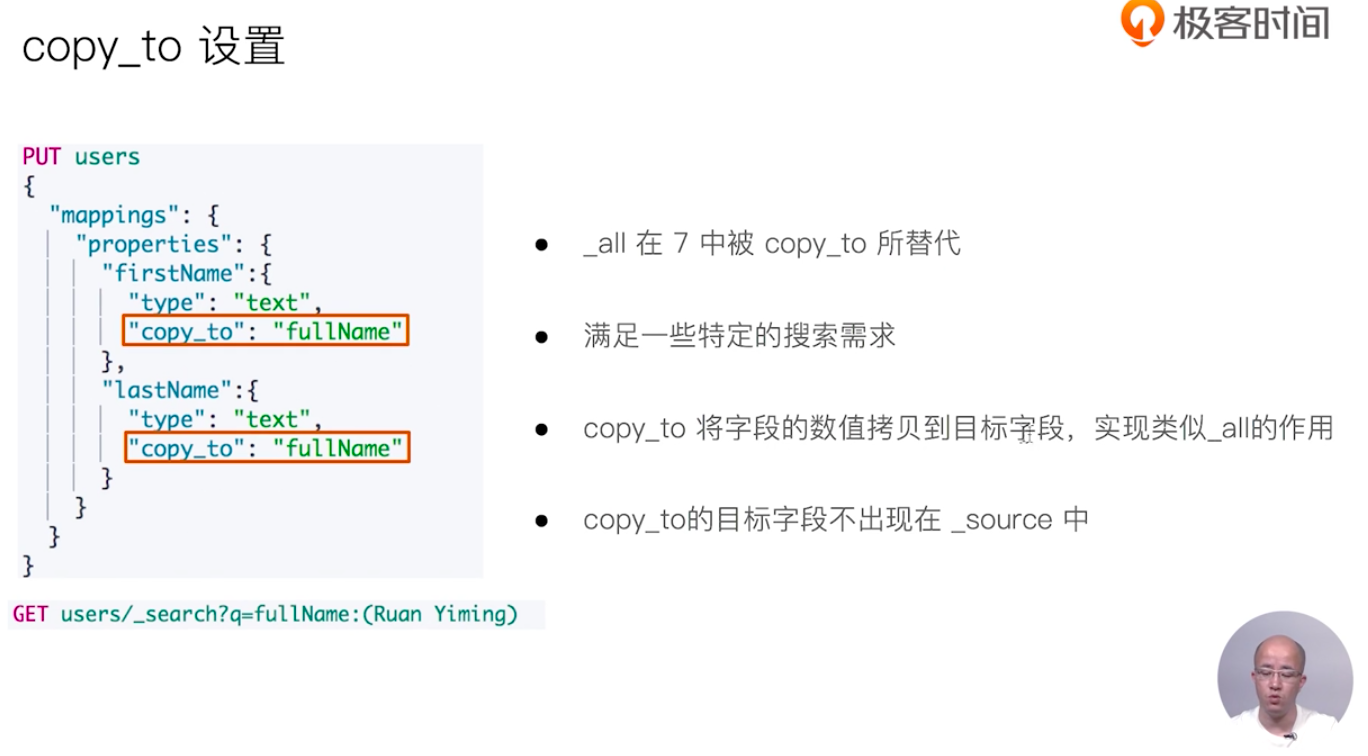 极客时间
copy_to 设置
PUT users
{
"mappings": {
"properties": {
"firstName":{
"type": "text",
"copy_to": "fullName"
},
"lastName":{
"type": "text",
"copy_to": "fullName"
}
}
}
}
GET users/_search?q=fullName:(Ruan Yiming)
_all 在 7 中被 copy_to 所替代
满足一些特定的搜索需求
copy_to 将字段的数值拷贝到目标字段，实现类似_all的作用
copy_to的目标字段不出现在 _source 中